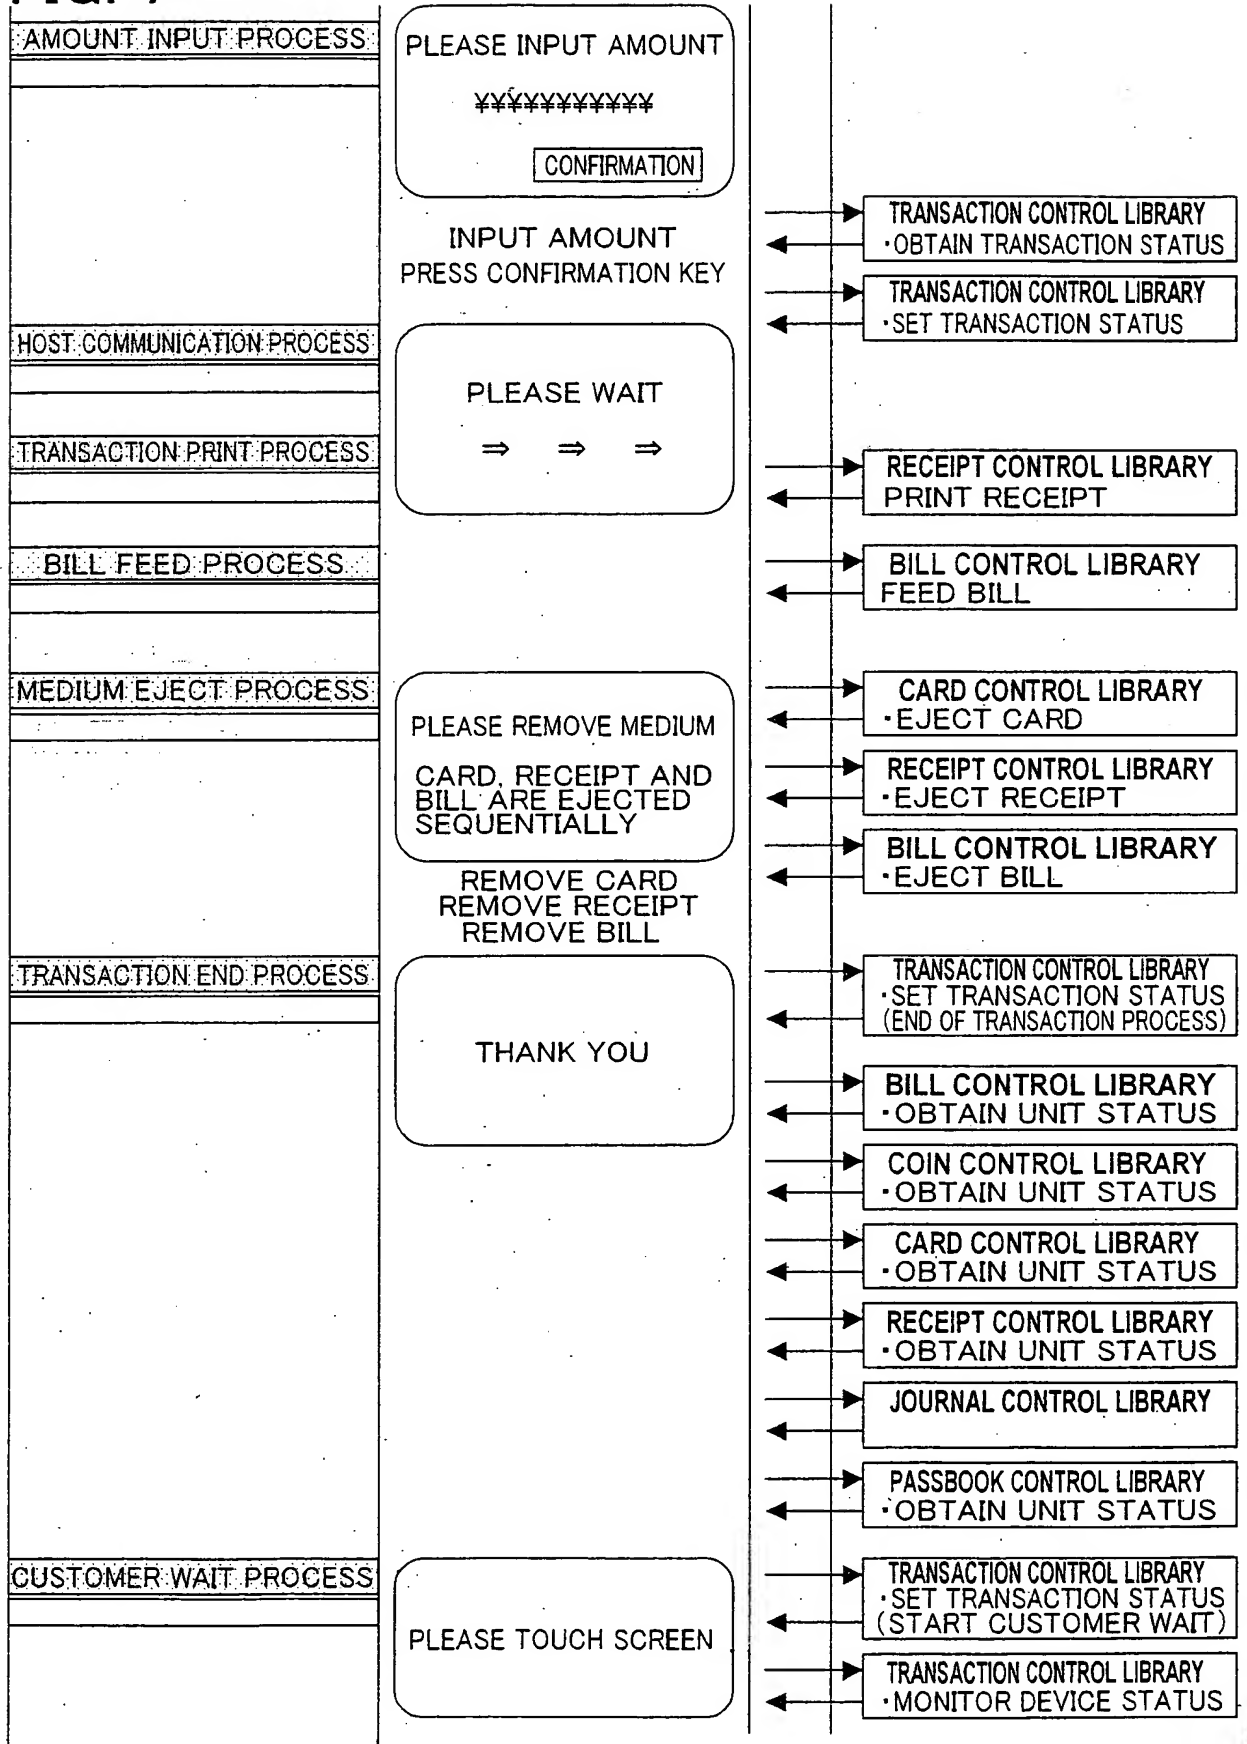 AMOUNT INPUT PROCESS
PLEASE INPUT AMOUNT
¥¥¥¥¥¥¥¥¥¥¥
CONFIRMATION
INPUT AMOUNT
PRESS CONFIRMATION KEY
TRANSACTION CONTROL LIBRARY
・OBTAIN TRANSACTION STATUS
TRANSACTION CONTROL LIBRARY
・SET TRANSACTION STATUS
HOST COMMUNICATION PROCESS
PLEASE WAIT
⇒ ⇒ ⇒
TRANSACTION PRINT PROCESS
RECEIPT CONTROL LIBRARY
PRINT RECEIPT
BILL FEED PROCESS
BILL CONTROL LIBRARY
FEED BILL
MEDIUM EJECT PROCESS
PLEASE REMOVE MEDIUM
CARD, RECEIPT AND
BILL ARE EJECTED
SEQUENTIALLY
REMOVE CARD
REMOVE RECEIPT
REMOVE BILL
CARD CONTROL LIBRARY
・EJECT CARD
RECEIPT CONTROL LIBRARY
・EJECT RECEIPT
BILL CONTROL LIBRARY
・EJECT BILL
TRANSACTION END PROCESS
THANK YOU
TRANSACTION CONTROL LIBRARY
・SET TRANSACTION STATUS
(END OF TRANSACTION PROCESS)
BILL CONTROL LIBRARY
・OBTAIN UNIT STATUS
COIN CONTROL LIBRARY
・OBTAIN UNIT STATUS
CARD CONTROL LIBRARY
・OBTAIN UNIT STATUS
RECEIPT CONTROL LIBRARY
・OBTAIN UNIT STATUS
JOURNAL CONTROL LIBRARY
PASSBOOK CONTROL LIBRARY
・OBTAIN UNIT STATUS
CUSTOMER WAIT PROCESS
PLEASE TOUCH SCREEN
TRANSACTION CONTROL LIBRARY
・SET TRANSACTION STATUS
(START CUSTOMER WAIT)
TRANSACTION CONTROL LIBRARY
・MONITOR DEVICE STATUS